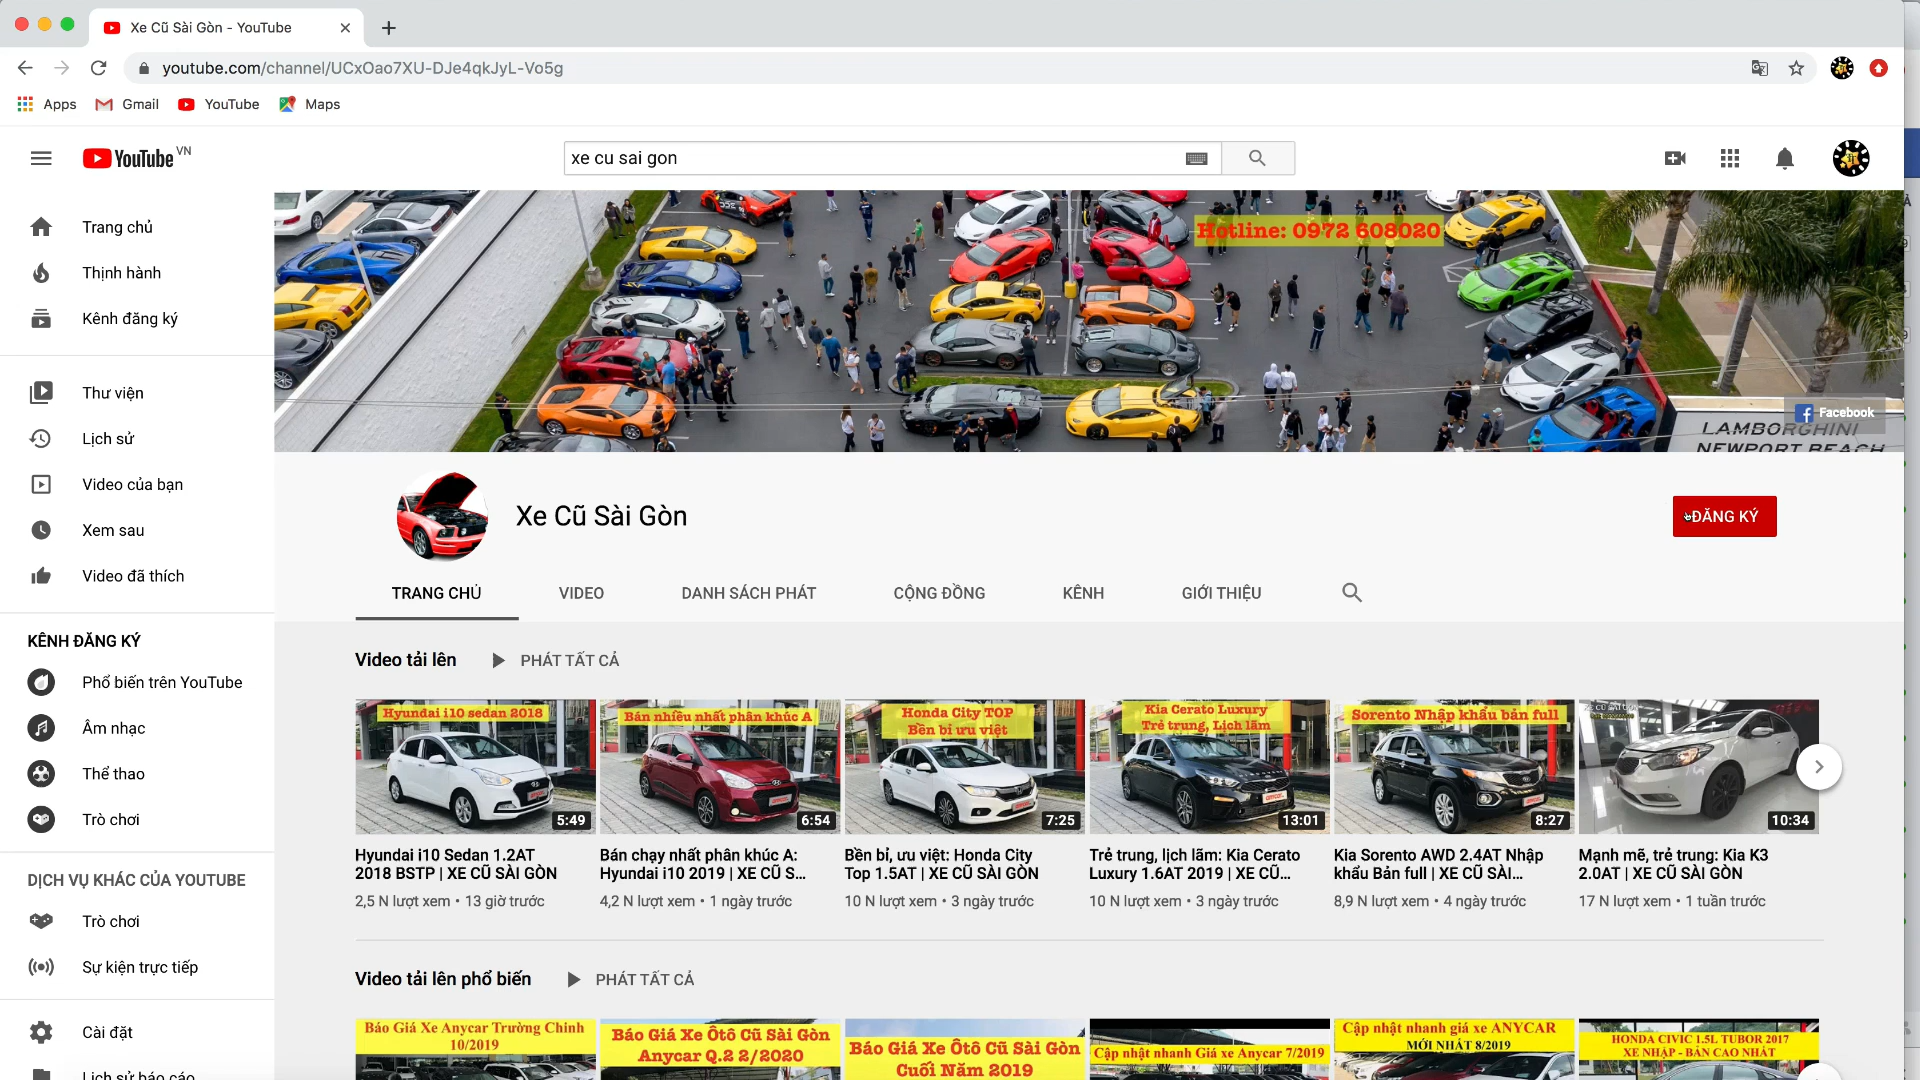 Xe Cũ Sài Gòn - YouTube
youtube.com/channel/UCxOao7XU-DJe4qkJyL-Vo5g
Apps
Gmail
YouTube
Maps
YouTube VN
xe cu sai gon
Trang chủ
Thịnh hành
Kênh đăng ký
Thư viện
Lịch sử
Video của bạn
Xem sau
Video đã thích
KÊNH ĐĂNG KÝ
Phổ biến trên YouTube
Âm nhạc
Thể thao
Trò chơi
DỊCH VỤ KHÁC CỦA YOUTUBE
Trò chơi
Sự kiện trực tiếp
Cài đặt
Lịch sử báo cáo
Hotline: 0972 608020
Facebook
LAMBORGHINI
NEWPORT BEACH
Xe Cũ Sài Gòn
ĐĂNG KÝ
TRANG CHỦ
VIDEO
DANH SÁCH PHÁT
CỘNG ĐỒNG
KÊNH
GIỚI THIỆU
Video tải lên
PHÁT TẤT CẢ
Hyundai i10 sedan 2018
5:49
Hyundai i10 Sedan 1.2AT
2018 BSTP | XE CŨ SÀI GÒN
2,5 N lượt xem • 13 giờ trước
Bán nhiều nhất phân khúc A
6:54
Bán chạy nhất phân khúc A:
Hyundai i10 2019 | XE CŨ S...
4,2 N lượt xem • 1 ngày trước
Honda City TOP
Bền bỉ ưu việt
7:25
Bền bỉ, ưu việt: Honda City
Top 1.5AT | XE CŨ SÀI GÒN
10 N lượt xem • 3 ngày trước
Kia Cerato Luxury
Trẻ trung, Lịch lãm
13:01
Trẻ trung, lịch lãm: Kia Cerato
Luxury 1.6AT 2019 | XE CŨ...
10 N lượt xem • 3 ngày trước
Sorento Nhập khẩu bản full
8:27
Kia Sorento AWD 2.4AT Nhập
khẩu Bản full | XE CŨ SÀI...
8,9 N lượt xem • 4 ngày trước
XE CŨ SÀI GÒN
10:34
Mạnh mẽ, trẻ trung: Kia K3
2.0AT | XE CŨ SÀI GÒN
17 N lượt xem • 1 tuần trước
Video tải lên phổ biến
PHÁT TẤT CẢ
Báo Giá Xe Anycar Trường Chinh
10/2019
Báo Giá Xe Ôtô Cũ Sài Gòn
Anycar Q.2 2/2020
Báo Giá Xe Ôtô Cũ Sài Gòn
Cuối Năm 2019
Cập nhật nhanh Giá xe Anycar 7/2019
Cập nhật nhanh giá xe ANYCAR
MỚI NHẤT 8/2019
HONDA CIVIC 1.5L TUBOR 2017
XE NHẬP - BẢN CAO NHẤT